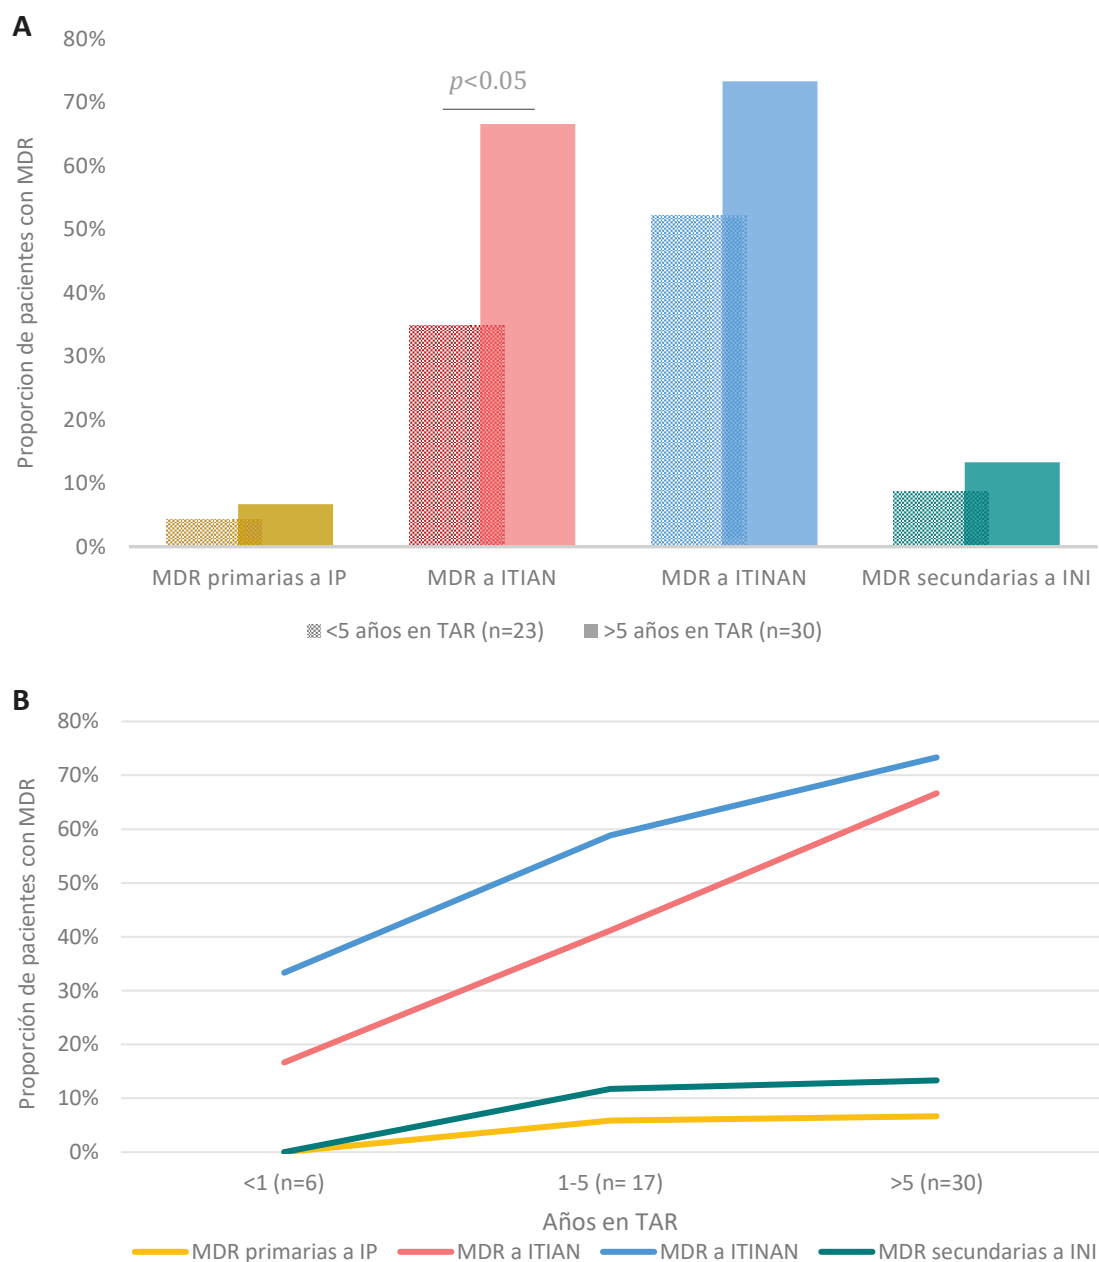 A
80%
p<0.05
70%
60%
50%
40%
30%
20%
10%
0%
Proporcion de pacientes con MDR
MDR primarias a IP MDR a ITIAN MDR a ITINAN MDR secundarias a INI
<5 años en TAR (n=23) >5 años en TAR (n=30)
B
80%
70%
60%
50%
40%
30%
20%
10%
0%
Proporción de pacientes con MDR
<1 (n=6) 1-5 (n= 17) >5 (n=30)
Años en TAR
MDR primarias a IP MDR a ITIAN MDR a ITINAN MDR secundarias a INI